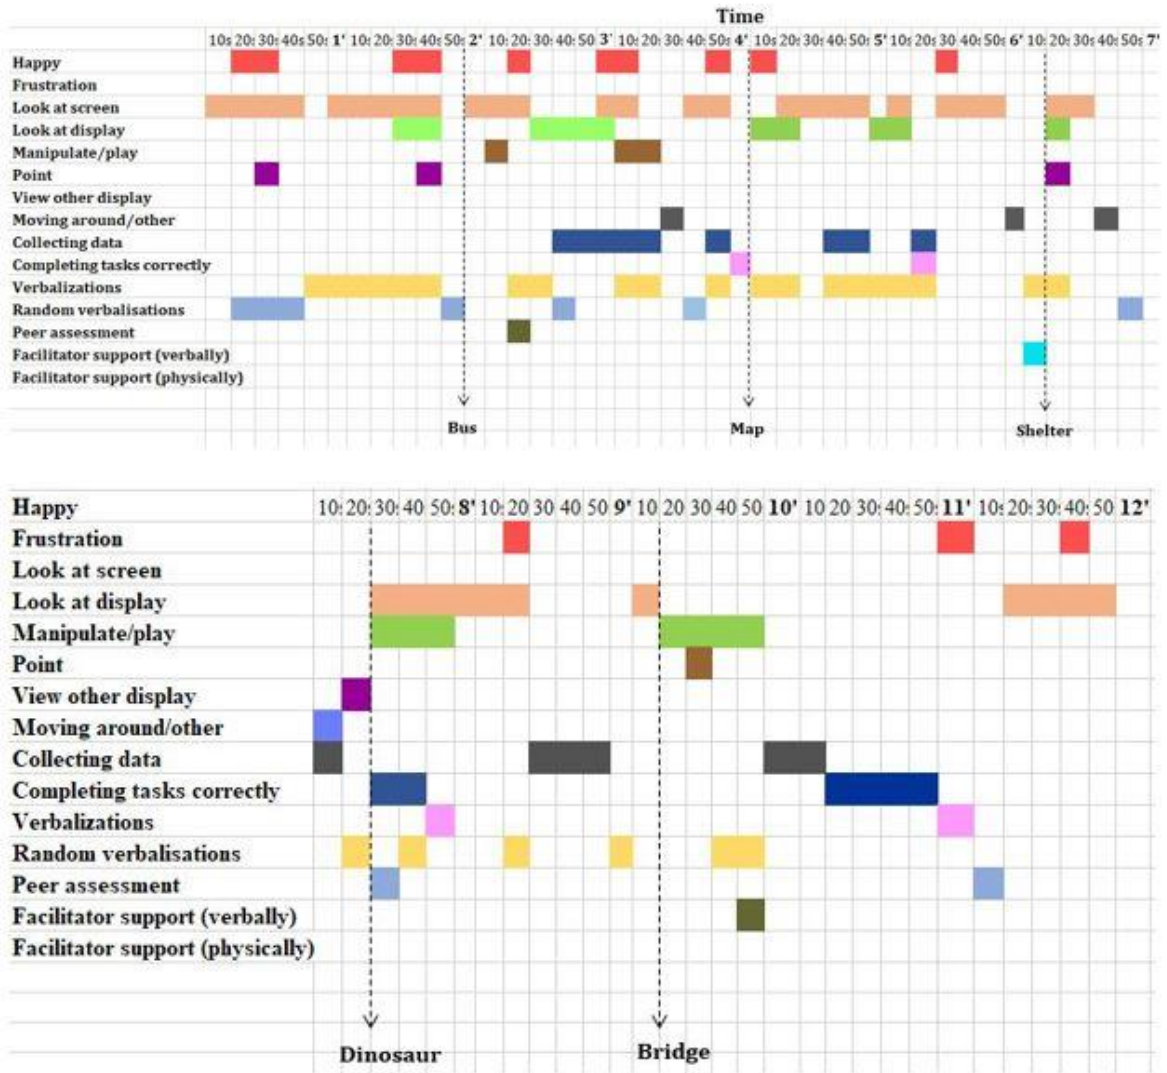 Time
10s 20s 30s 40s 50s 1' 10s 20s 30s 40s 50s 2' 10s 20s 30s 40s 50 3' 10s 20s 30s 40s 50s 4' 10s 20s 30s 40s 50s 5' 10s 20s 30s 40s 50s 6' 10s 20s 30s 40s 50s 7'
Happy
Frustration
Look at screen
Look at display
Manipulate/play
Point
View other display
Moving around/other
Collecting data
Completing tasks correctly
Verbalizations
Random verbalisations
Peer assessment
Facilitator support (verbally)
Facilitator support (physically)
Bus Map Shelter
Happy 10s 20s 30s 40 50s 8' 10s 20 30 40 50 9' 10 20 30 40 50 10' 10 20 30s 40s 50s 11' 10s 20s 30s 40s 50 12'
Frustration
Look at screen
Look at display
Manipulate/play
Point
View other display
Moving around/other
Collecting data
Completing tasks correctly
Verbalizations
Random verbalisations
Peer assessment
Facilitator support (verbally)
Facilitator support (physically)
Dinosaur Bridge